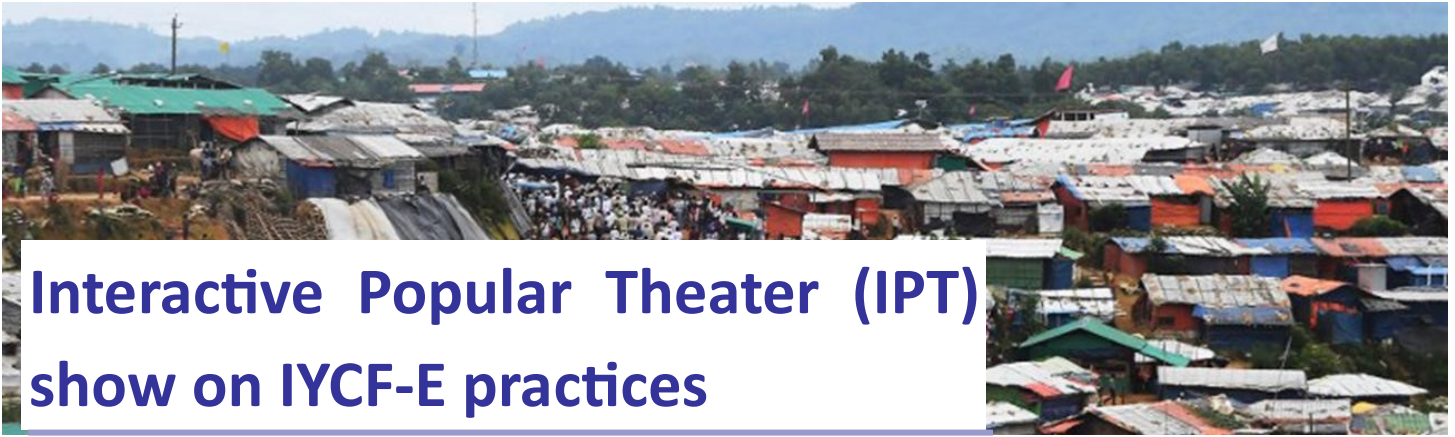 Interactive Popular Theater (IPT)
show on IYCF-E practices